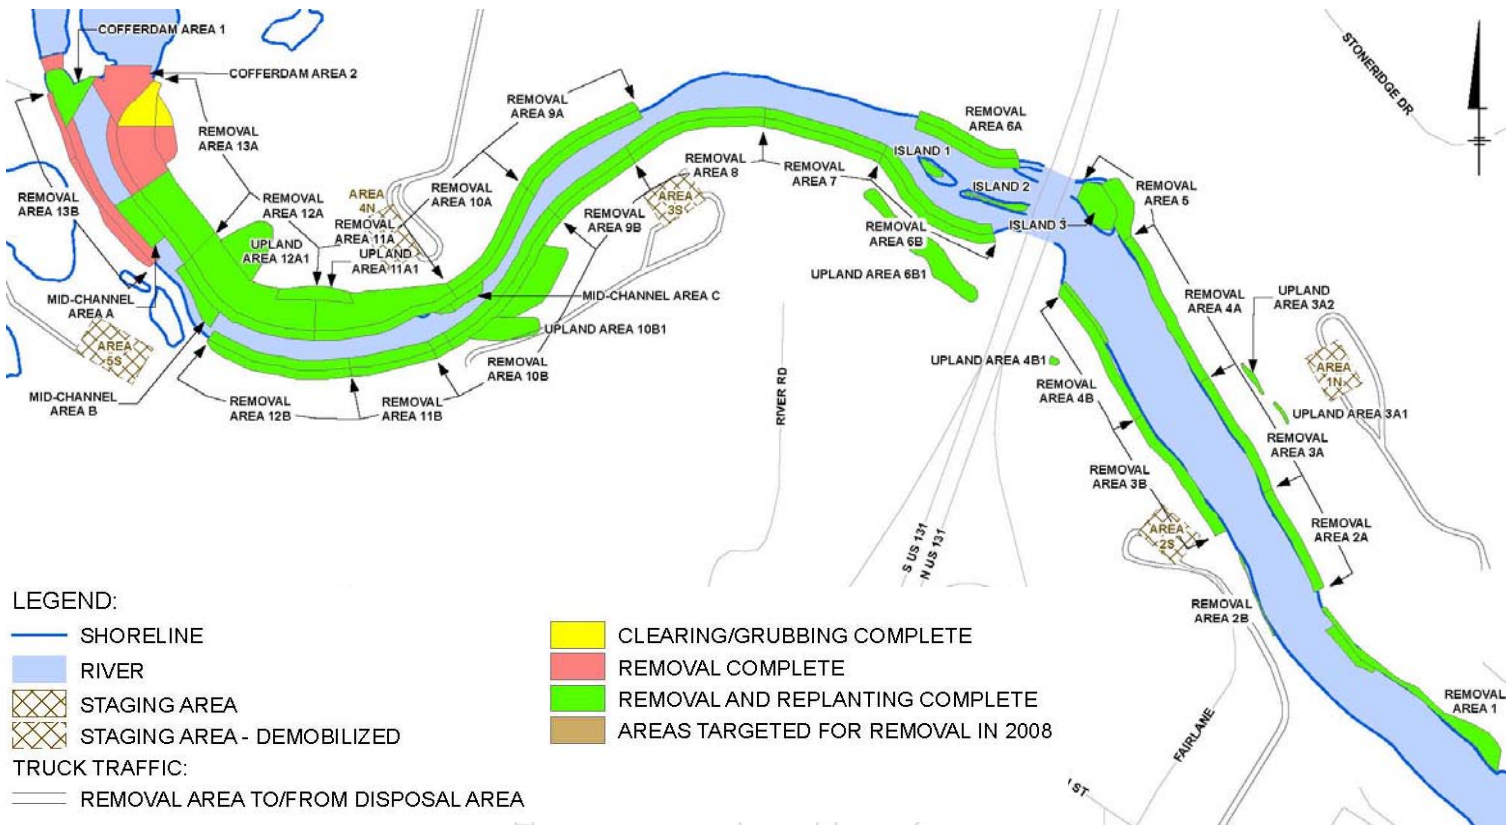 COFFERDAM AREA 1
COFFERDAM AREA 2
REMOVAL
AREA 13A
REMOVAL
AREA 13B
REMOVAL
AREA 12A
UPLAND
AREA 12A1
AREA
4N
REMOVAL
AREA 11A
UPLAND
AREA 11A1
REMOVAL
AREA 10A
REMOVAL
AREA 9A
REMOVAL
AREA 9B
AREA
3S
REMOVAL
AREA 8
REMOVAL
AREA 7
REMOVAL
AREA 6A
ISLAND 1
ISLAND 2
ISLAND 3
REMOVAL
AREA 6B
UPLAND AREA 6B1
REMOVAL
AREA 5
STONERIDGE DR
MID-CHANNEL
AREA A
AREA
5S
MID-CHANNEL
AREA B
MID-CHANNEL AREA C
UPLAND AREA 10B1
REMOVAL
AREA 10B
REMOVAL
AREA 12B
REMOVAL
AREA 11B
RIVER RD
S US 131
N US 131
REMOVAL
AREA 4A
UPLAND
AREA 3A2
UPLAND AREA 4B1
REMOVAL
AREA 4B
AREA
1N
UPLAND AREA 3A1
REMOVAL
AREA 3A
REMOVAL
AREA 3B
AREA
2S
REMOVAL
AREA 2A
REMOVAL
AREA 2B
REMOVAL
AREA 1
FAIRLANE
ST
LEGEND:
SHORELINE
RIVER
STAGING AREA
STAGING AREA - DEMOBILIZED
TRUCK TRAFFIC:
REMOVAL AREA TO/FROM DISPOSAL AREA
CLEARING/GRUBBING COMPLETE
REMOVAL COMPLETE
REMOVAL AND REPLANTING COMPLETE
AREAS TARGETED FOR REMOVAL IN 2008